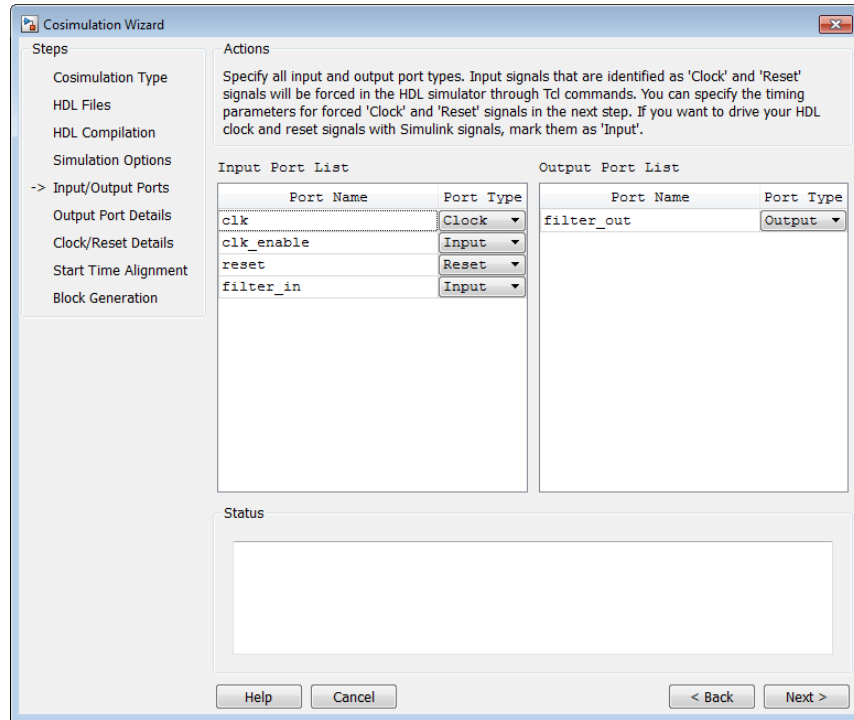 Cosimulation Wizard
Steps
Cosimulation Type
HDL Files
HDL Compilation
Simulation Options
-> Input/Output Ports
Output Port Details
Clock/Reset Details
Start Time Alignment
Block Generation
Actions
Specify all input and output port types. Input signals that are identified as 'Clock' and 'Reset'
signals will be forced in the HDL simulator through Tcl commands. You can specify the timing
parameters for forced 'Clock' and 'Reset' signals in the next step. If you want to drive your HDL
clock and reset signals with Simulink signals, mark them as 'Input'.
Input Port List
Port Name Port Type
clk Clock
clk_enable Input
reset Reset
filter_in Input
Output Port List
Port Name Port Type
filter_out Output
Status
Help Cancel < Back Next >